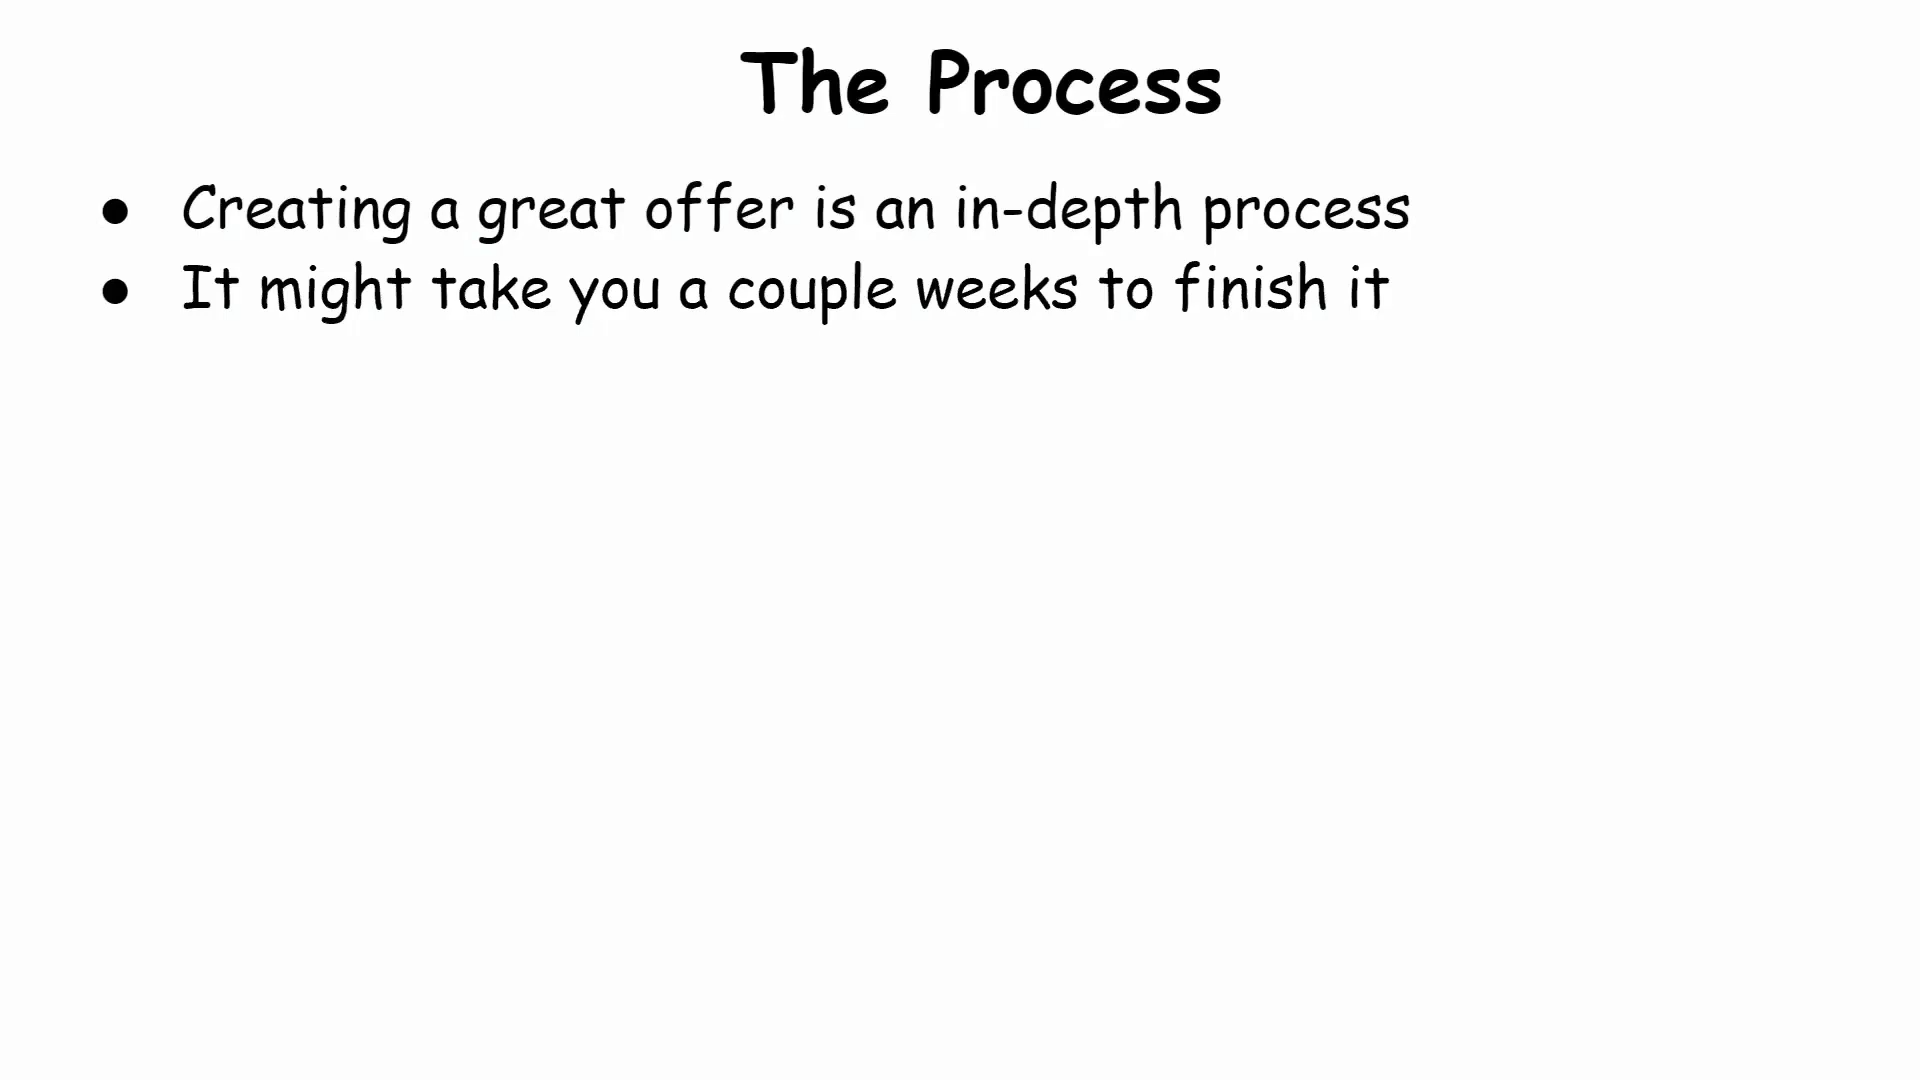 The Process
● Creating a great offer is an in-depth process
● It might take you a couple weeks to finish it